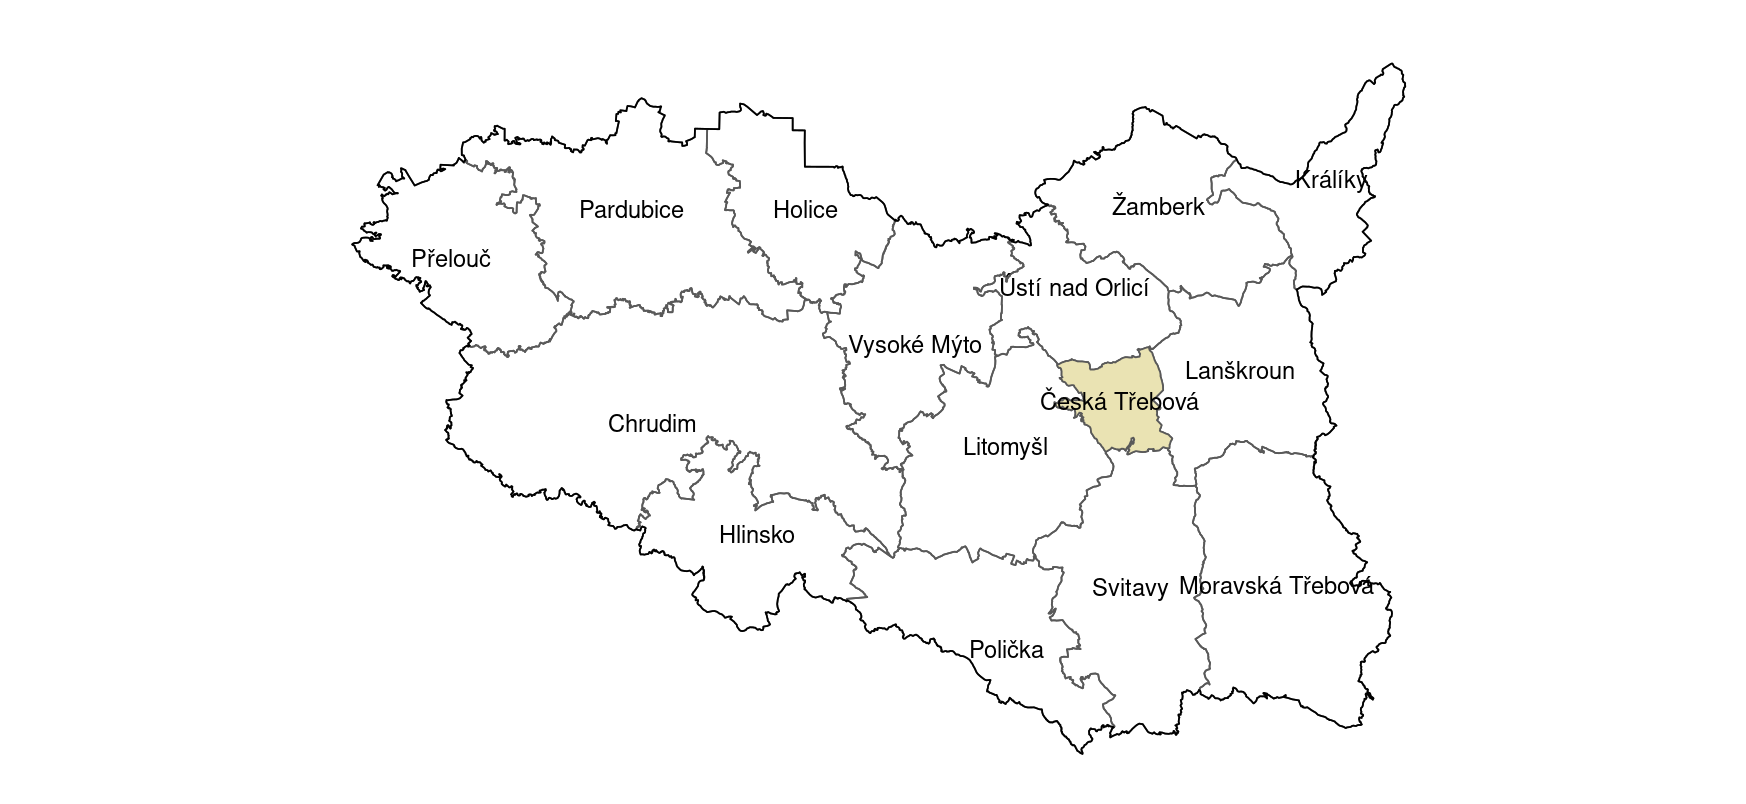 Králíky
Žamberk
Pardubice
Holice
Přelouč
Ústí nad Orlicí
Vysoké Mýto
Lanškroun
Česká Třebová
Chrudim
Litomyšl
Hlinsko
Svitavy
Moravská Třebová
Polička